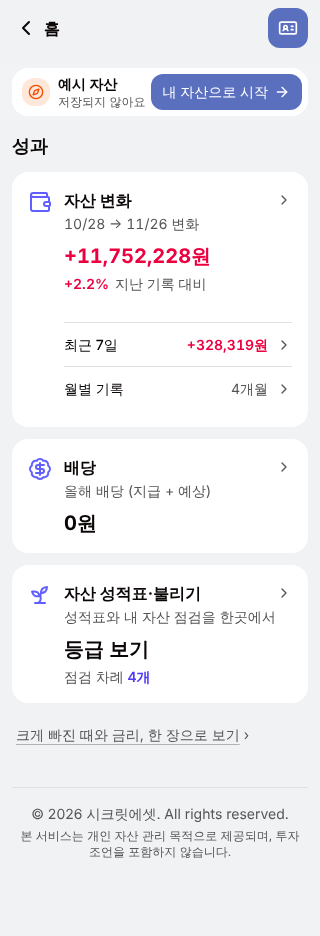 홈
예시 자산
저장되지 않아요
내 자산으로 시작 →
성과
자산 변화
10/28 → 11/26 변화
+11,752,228원
+2.2% 지난 기록 대비
최근 7일 +328,319원
월별 기록 4개월
배당
올해 배당 (지급 + 예상)
0원
자산 성적표·불리기
성적표와 내 자산 점검을 한곳에서
등급 보기
점검 차례 4개
크게 빠진 때와 금리, 한 장으로 보기 ›
© 2026 시크릿에셋. All rights reserved.
본 서비스는 개인 자산 관리 목적으로 제공되며, 투자
조언을 포함하지 않습니다.